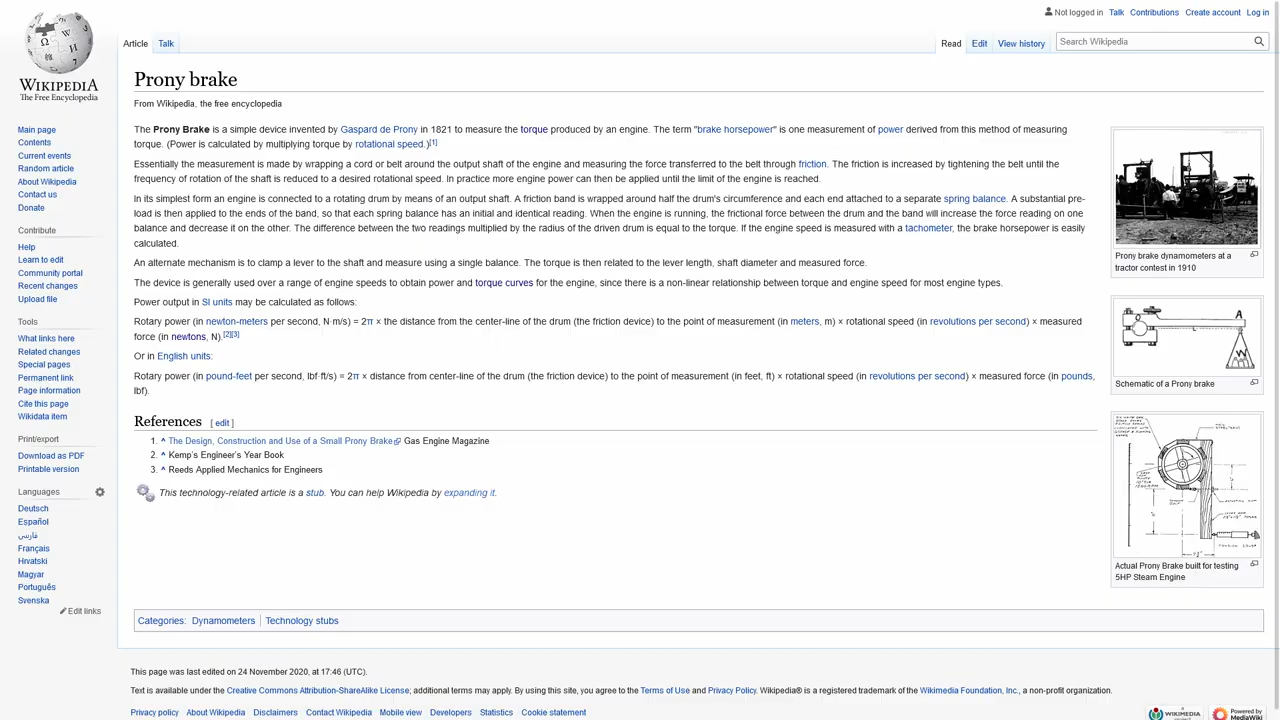 Not logged in Talk Contributions Create account Log in
Article Talk Read Edit View history Search Wikipedia
WIKIPEDIA
The Free Encyclopedia
Main page
Contents
Current events
Random article
About Wikipedia
Contact us
Donate
Contribute
Help
Learn to edit
Community portal
Recent changes
Upload file
Tools
What links here
Related changes
Special pages
Permanent link
Page information
Cite this page
Wikidata item
Print/export
Download as PDF
Printable version
Languages
Deutsch
Español
فارسی
Français
Hrvatski
Magyar
Português
Svenska
Edit links
Prony brake
From Wikipedia, the free encyclopedia
The Prony Brake is a simple device invented by Gaspard de Prony in 1821 to measure the torque produced by an engine. The term "brake horsepower" is one measurement of power derived from this method of measuring
torque. (Power is calculated by multiplying torque by rotational speed.)[1]
Essentially the measurement is made by wrapping a cord or belt around the output shaft of the engine and measuring the force transferred to the belt through friction. The friction is increased by tightening the belt until the
frequency of rotation of the shaft is reduced to a desired rotational speed. In practice more engine power can then be applied until the limit of the engine is reached.
In its simplest form an engine is connected to a rotating drum by means of an output shaft. A friction band is wrapped around half the drum's circumference and each end attached to a separate spring balance. A substantial pre-
load is then applied to the ends of the band, so that each spring balance has an initial and identical reading. When the engine is running, the frictional force between the drum and the band will increase the force reading on one
balance and decrease it on the other. The difference between the two readings multiplied by the radius of the driven drum is equal to the torque. If the engine speed is measured with a tachometer, the brake horsepower is easily
calculated.
An alternate mechanism is to clamp a lever to the shaft and measure using a single balance. The torque is then related to the lever length, shaft diameter and measured force.
The device is generally used over a range of engine speeds to obtain power and torque curves for the engine, since there is a non-linear relationship between torque and engine speed for most engine types.
Power output in SI units may be calculated as follows:
Rotary power (in newton-meters per second, N·m/s) = 2π × the distance from the center-line of the drum (the friction device) to the point of measurement (in meters, m) × rotational speed (in revolutions per second) × measured
force (in newtons, N).[2][3]
Or in English units:
Rotary power (in pound-feet per second, lbf·ft/s) = 2π × distance from center-line of the drum (the friction device) to the point of measurement (in feet, ft) × rotational speed (in revolutions per second) × measured force (in pounds,
lbf).
References [ edit ]
1. ^ The Design, Construction and Use of a Small Prony Brake Gas Engine Magazine
2. ^ Kemp's Engineer's Year Book
3. ^ Reeds Applied Mechanics for Engineers
This technology-related article is a stub. You can help Wikipedia by expanding it.
Prony brake dynamometers at a
tractor contest in 1910
A
W
Schematic of a Prony brake
Actual Prony Brake built for testing
5HP Steam Engine
Categories: Dynamometers Technology stubs
This page was last edited on 24 November 2020, at 17:46 (UTC).
Text is available under the Creative Commons Attribution-ShareAlike License; additional terms may apply. By using this site, you agree to the Terms of Use and Privacy Policy. Wikipedia® is a registered trademark of the Wikimedia Foundation, Inc., a non-profit organization.
Privacy policy About Wikipedia Disclaimers Contact Wikipedia Mobile view Developers Statistics Cookie statement
WIKIMEDIA
Powered by
MediaWiki